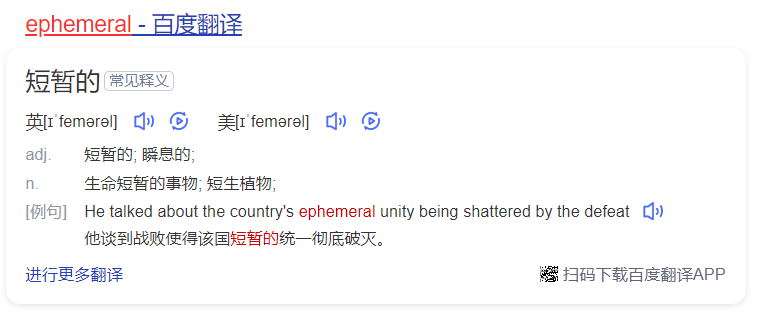 ephemeral - 百度翻译
短暂的 常见释义
英[ɪˈfemərəl] 美[ɪˈfemərəl]
adj. 短暂的; 瞬息的;
n. 生命短暂的事物; 短生植物;
[例句] He talked about the country's ephemeral unity being shattered by the defeat
他谈到战败使得该国短暂的统一彻底破灭。
进行更多翻译 扫码下载百度翻译APP